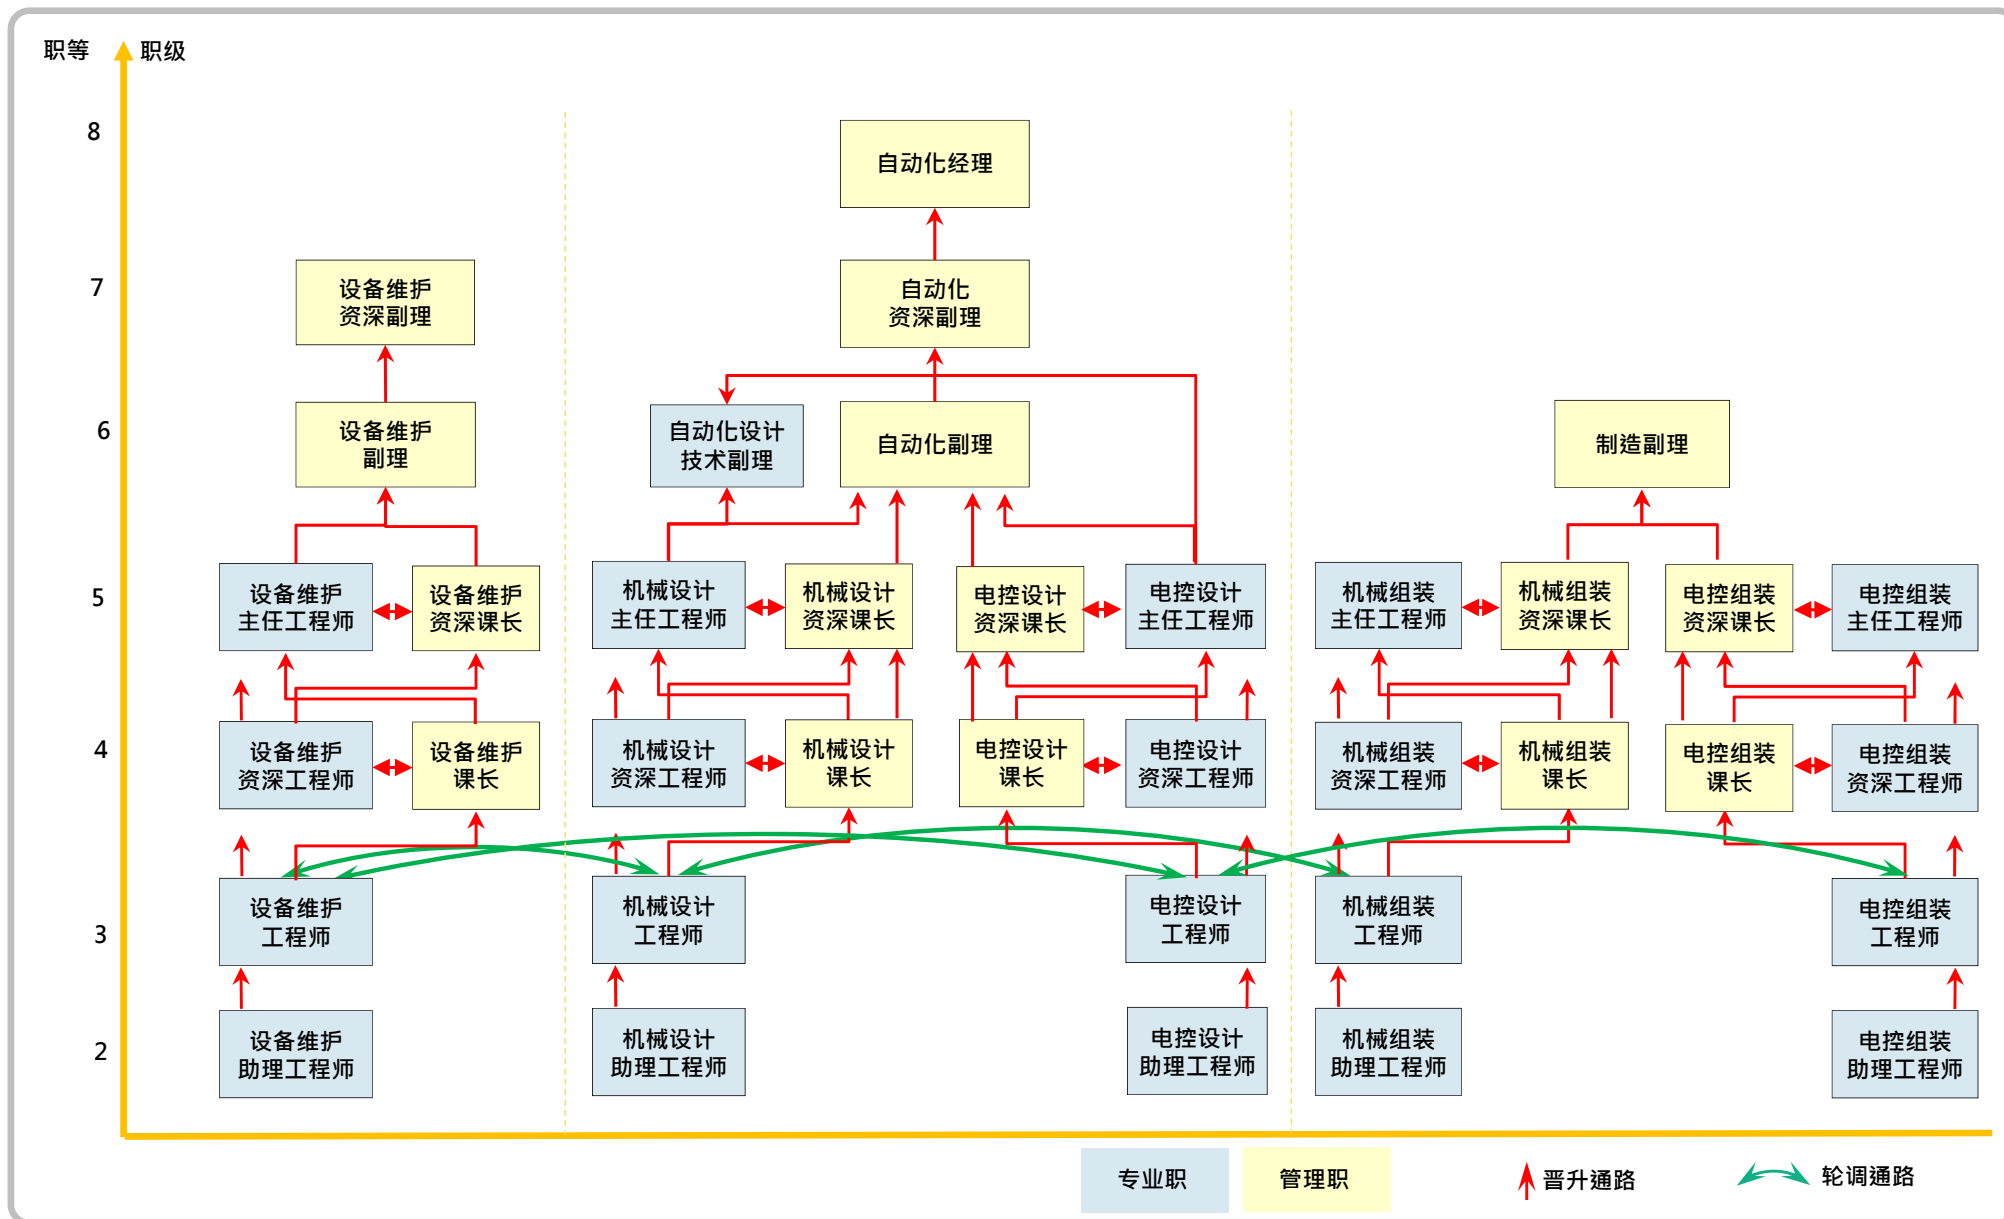 职等
职级
8
自动化经理
7
设备维护
资深副理
自动化
资深副理
6
设备维护
副理
自动化设计
技术副理
自动化副理
制造副理
5
设备维护
主任工程师
设备维护
资深课长
机械设计
主任工程师
机械设计
资深课长
电控设计
资深课长
电控设计
主任工程师
机械组装
主任工程师
机械组装
资深课长
电控组装
资深课长
电控组装
主任工程师
4
设备维护
资深工程师
设备维护
课长
机械设计
资深工程师
机械设计
课长
电控设计
课长
电控设计
资深工程师
机械组装
资深工程师
机械组装
课长
电控组装
课长
电控组装
资深工程师
3
设备维护
工程师
机械设计
工程师
电控设计
工程师
机械组装
工程师
电控组装
工程师
2
设备维护
助理工程师
机械设计
助理工程师
电控设计
助理工程师
机械组装
助理工程师
电控组装
助理工程师
专业职
管理职
晋升通路
轮调通路